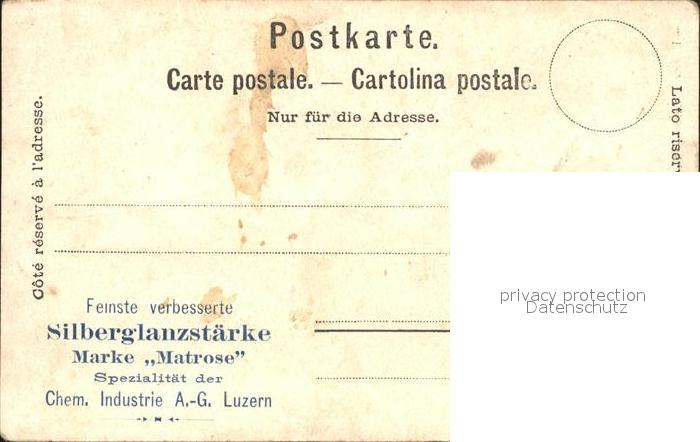 Postkarte.
Carte postale. — Cartolina postale.
Nur für die Adresse.
Côté réservé à l'adresse.
Lato
Feinste verbesserte
Silberglanzstärke
Marke „Matrose”
Spezialität der
Chem. Industrie A.-G. Luzern
privacy protection
Datenschutz